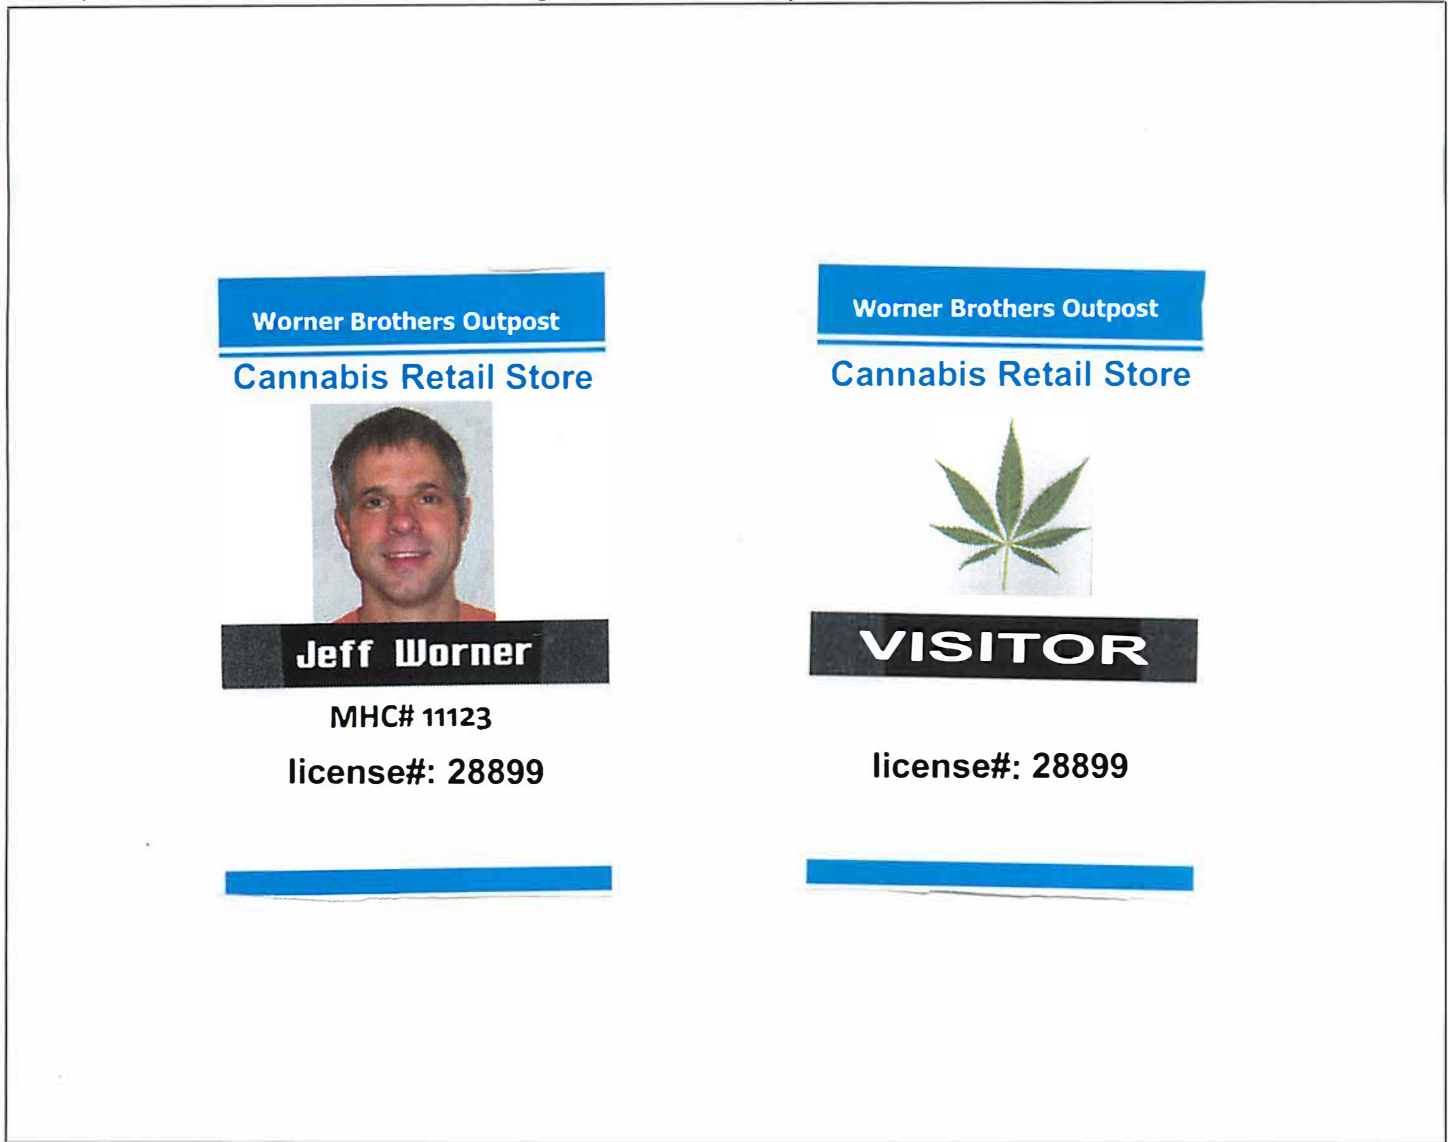 Worner Brothers Outpost
Cannabis Retail Store
Jeff Worner
MHC# 11123
license#: 28899
Worner Brothers Outpost
Cannabis Retail Store
VISITOR
license#: 28899